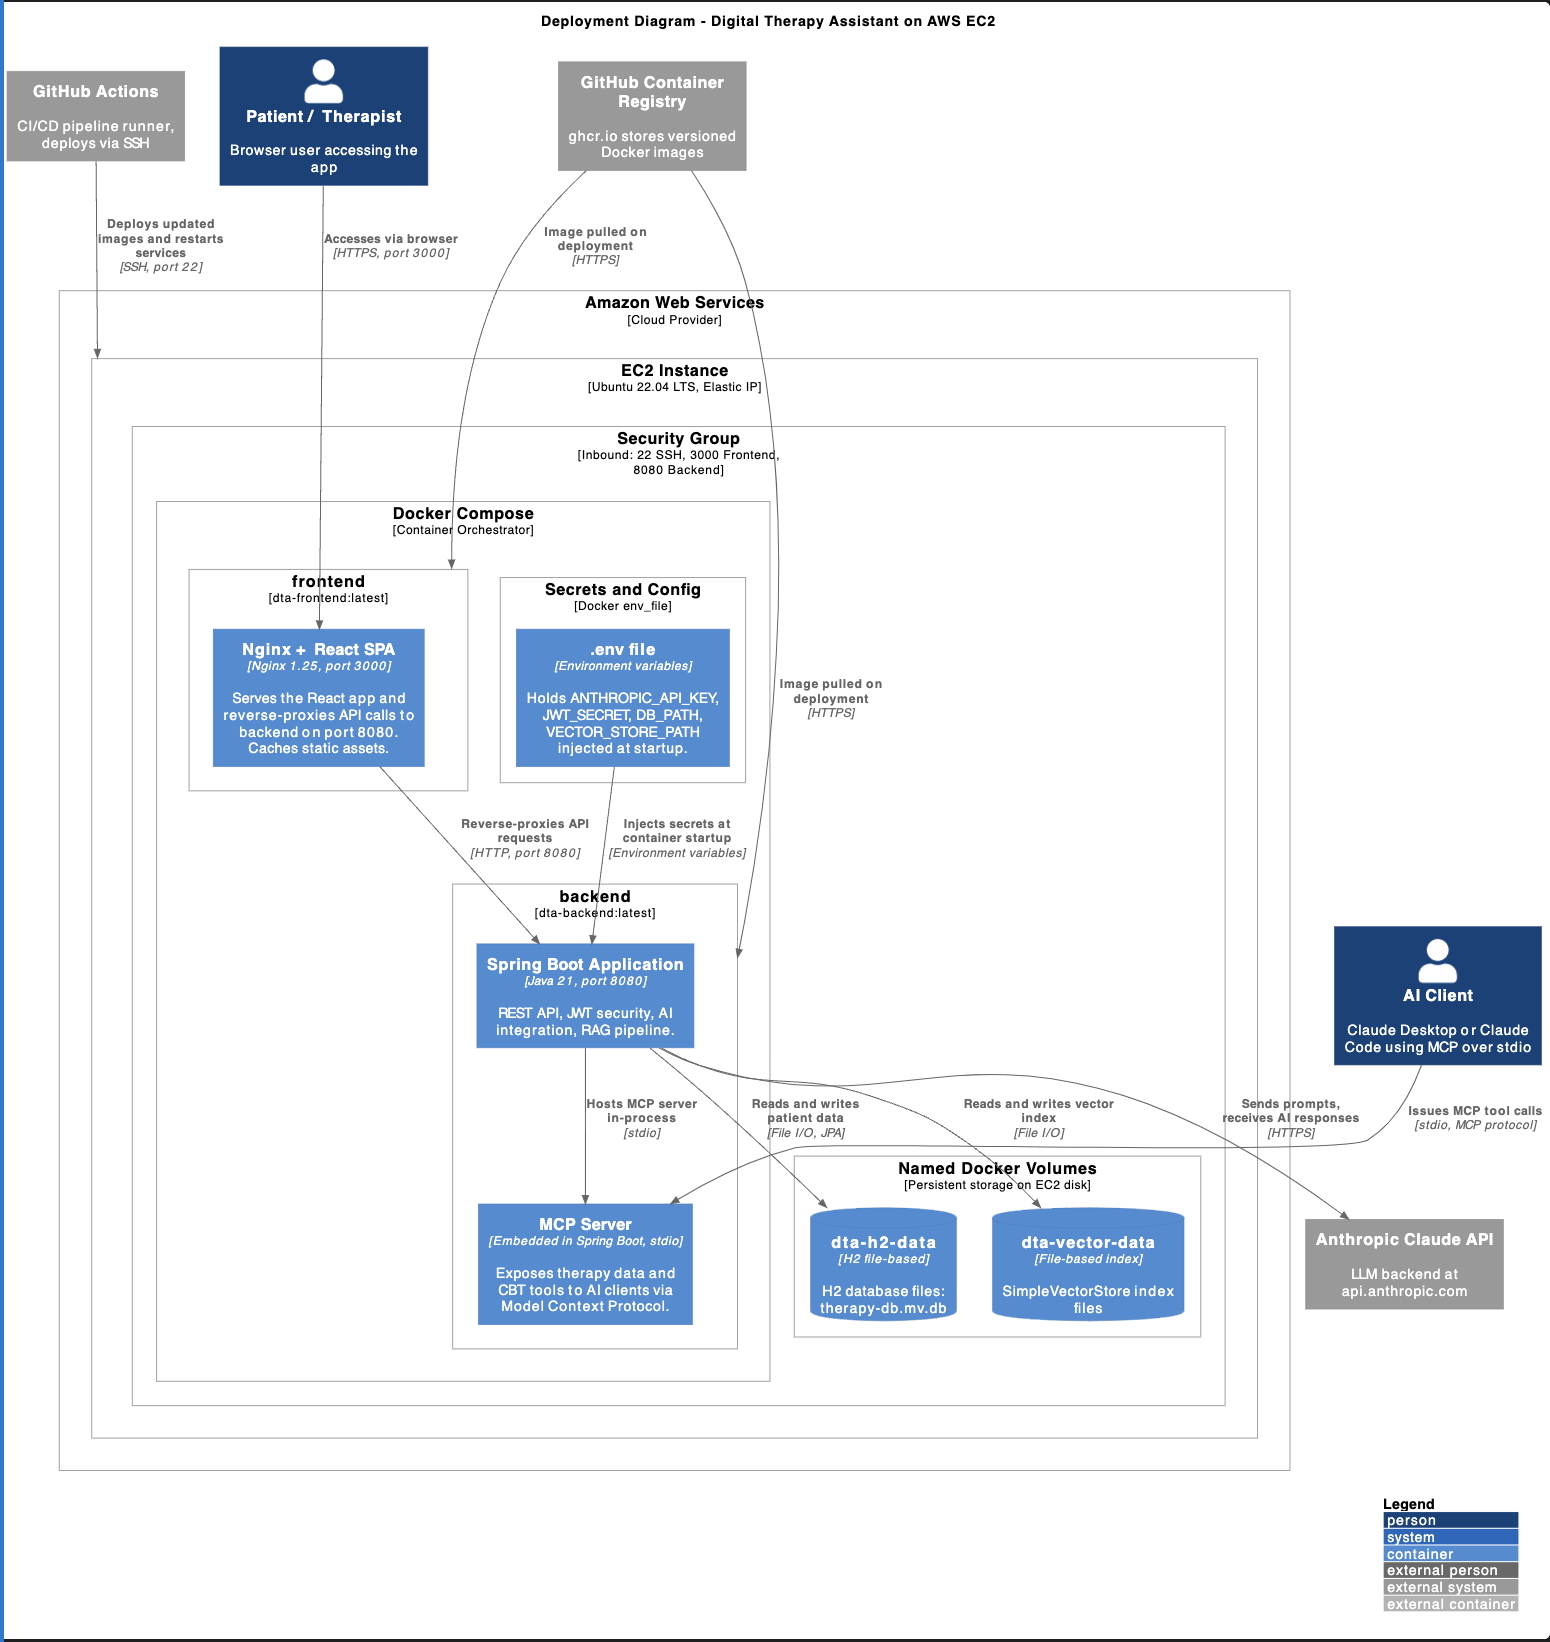 Deployment Diagram - Digital Therapy Assistant on AWS EC2
GitHub Actions
CI/CD pipeline runner,
deploys via SSH
Patient / Therapist
Browser user accessing the
app
GitHub Container
Registry
ghcr.io stores versioned
Docker images
Deploys updated
images and restarts
services
[SSH, port 22]
Accesses via browser
[HTTPS, port 3000]
Image pulled on
deployment
[HTTPS]
Amazon Web Services
[Cloud Provider]
EC2 Instance
[Ubuntu 22.04 LTS, Elastic IP]
Security Group
[Inbound: 22 SSH, 3000 Frontend,
8080 Backend]
Docker Compose
[Container Orchestrator]
frontend
[dta-frontend:latest]
Nginx + React SPA
[Nginx 1.25, port 3000]
Serves the React app and
reverse-proxies API calls to
backend on port 8080.
Caches static assets.
Secrets and Config
[Docker env_file]
.env file
[Environment variables]
Holds ANTHROPIC_API_KEY,
JWT_SECRET, DB_PATH,
VECTOR_STORE_PATH
injected at startup.
Image pulled on
deployment
[HTTPS]
Reverse-proxies API
requests
[HTTP, port 8080]
Injects secrets at
container startup
[Environment variables]
backend
[dta-backend:latest]
Spring Boot Application
[Java 21, port 8080]
REST API, JWT security, AI
integration, RAG pipeline.
AI Client
Claude Desktop or Claude
Code using MCP over stdio
Hosts MCP server
in-process
[stdio]
Reads and writes
patient data
[File I/O, JPA]
Reads and writes vector
index
[File I/O]
Sends prompts,
receives AI responses
[HTTPS]
Issues MCP tool calls
[stdio, MCP protocol]
MCP Server
[Embedded in Spring Boot, stdio]
Exposes therapy data and
CBT tools to AI clients via
Model Context Protocol.
Named Docker Volumes
[Persistent storage on EC2 disk]
dta-h2-data
[H2 file-based]
H2 database files:
therapy-db.mv.db
dta-vector-data
[File-based index]
SimpleVectorStore index
files
Anthropic Claude API
LLM backend at
api.anthropic.com
Legend
person
system
container
external person
external system
external container